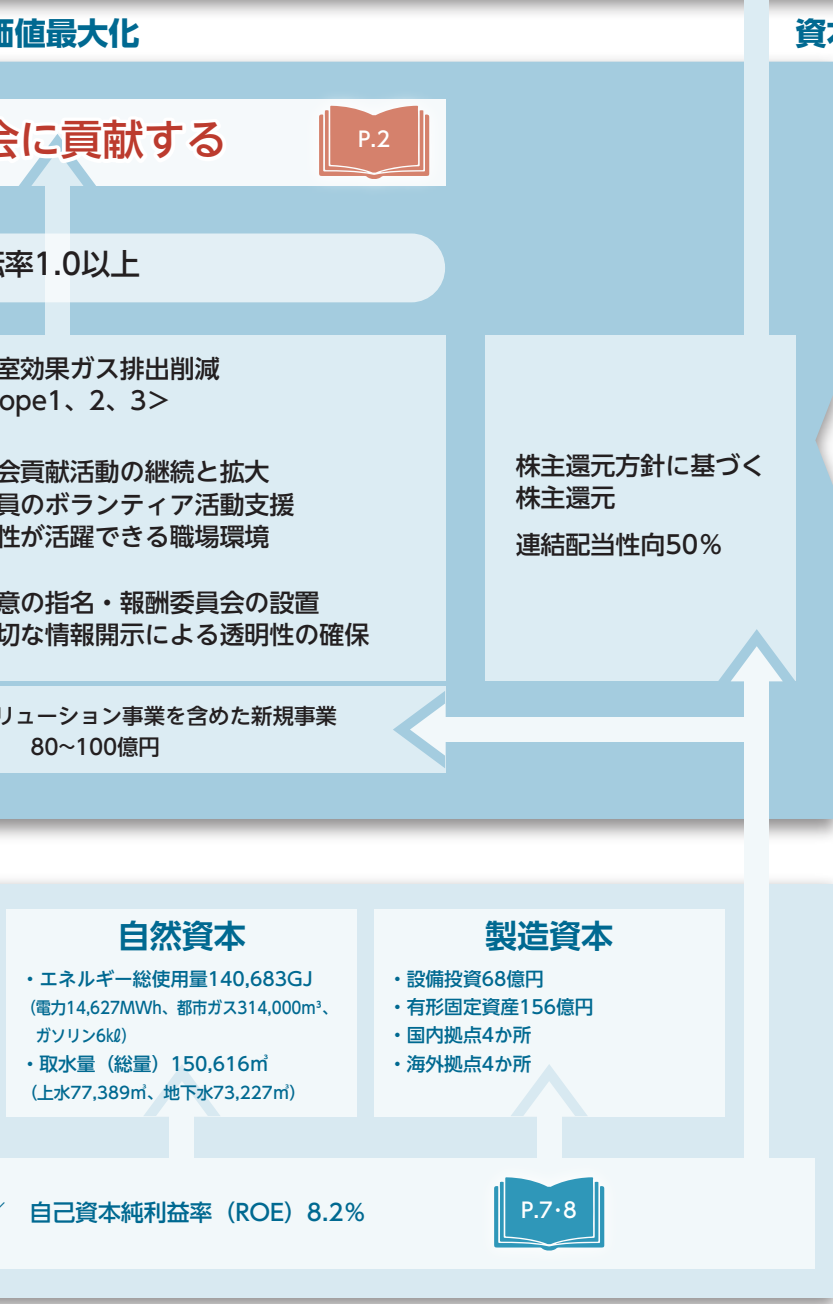 値最大化
資
会に貢献する
P.2
率1.0以上
室効果ガス排出削減
ope1、2、3＞
会貢献活動の継続と拡大
員のボランティア活動支援
性が活躍できる職場環境
意の指名・報酬委員会の設置
切な情報開示による透明性の確保
株主還元方針に基づく
株主還元
連結配当性向50％
リューション事業を含めた新規事業
80~100億円
自然資本
・エネルギー総使用量140,683GJ
(電力14,627MWh、都市ガス314,000m³、
ガソリン6kℓ)
・取水量（総量）150,616㎥
（上水77,389㎥、地下水73,227㎥）
製造資本
・設備投資68億円
・有形固定資産156億円
・国内拠点4か所
・海外拠点4か所
自己資本純利益率（ROE）8.2%
P.7・8